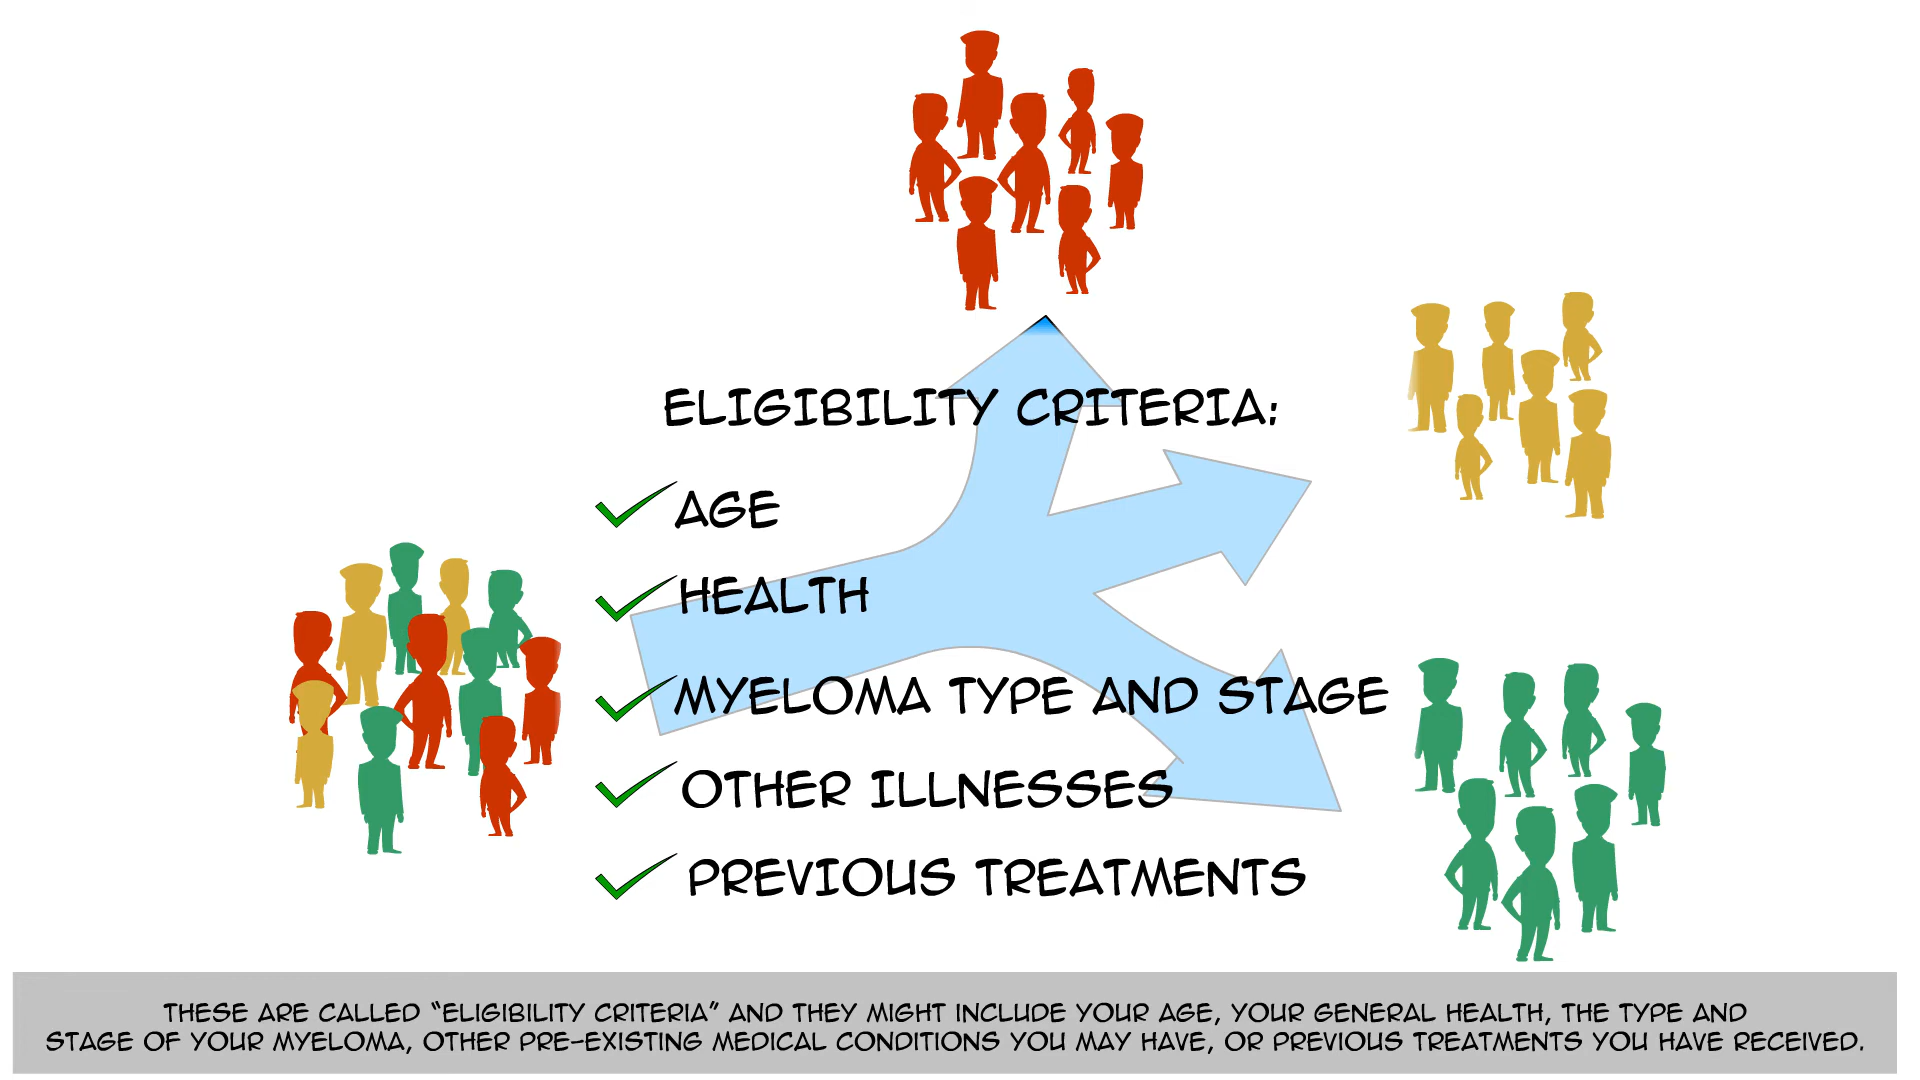 ELIGIBILITY CRITERIA:
AGE
HEALTH
MYELOMA TYPE AND STAGE
OTHER ILLNESSES
PREVIOUS TREATMENTS
THESE ARE CALLED “ELIGIBILITY CRITERIA” AND THEY MIGHT INCLUDE YOUR AGE, YOUR GENERAL HEALTH, THE TYPE AND
STAGE OF YOUR MYELOMA, OTHER PRE-EXISTING MEDICAL CONDITIONS YOU MAY HAVE, OR PREVIOUS TREATMENTS YOU HAVE RECEIVED.